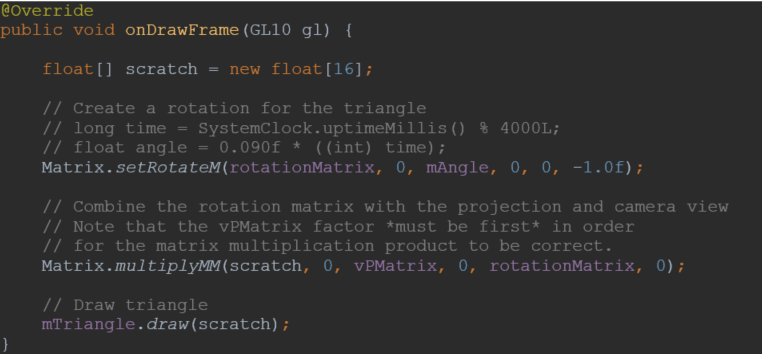 @Override
public void onDrawFrame(GL10 gl) {
float[] scratch = new float[16];
// Create a rotation for the triangle
// long time = SystemClock.uptimeMillis() % 4000L;
// float angle = 0.090f * ((int) time);
Matrix.setRotateM(rotationMatrix, 0, mAngle, 0, 0, -1.0f);
// Combine the rotation matrix with the projection and camera view
// Note that the vPMatrix factor *must be first* in order
// for the matrix multiplication product to be correct.
Matrix.multiplyMM(scratch, 0, vPMatrix, 0, rotationMatrix, 0);
// Draw triangle
mTriangle.draw(scratch);
}